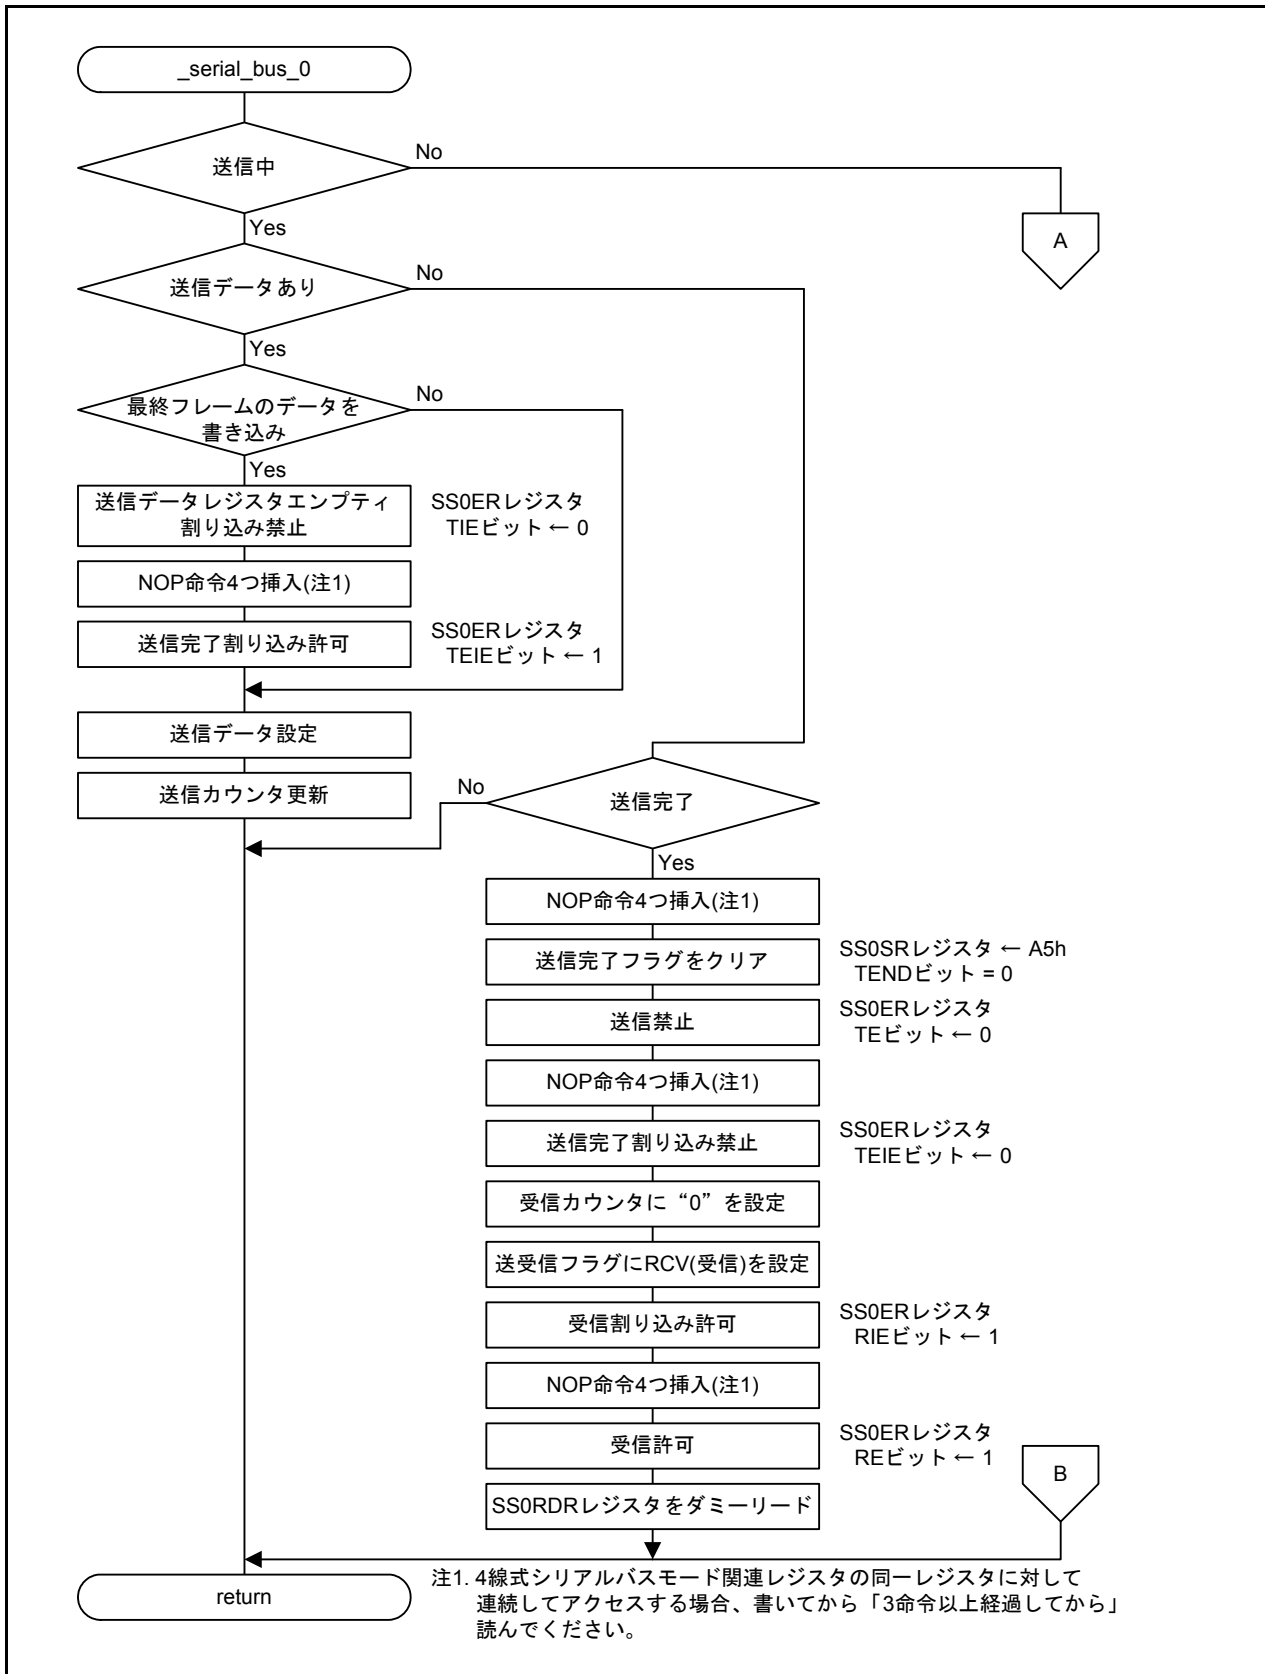 _serial_bus_0
送信中
No
A
Yes
送信データあり
No
Yes
最終フレームのデータを
書き込み
No
Yes
送信データレジスタエンプティ
割り込み禁止
SS0ERレジスタ
TIEビット ← 0
NOP命令4つ挿入(注1)
送信完了割り込み許可
SS0ERレジスタ
TEIEビット ← 1
送信データ設定
送信カウンタ更新
No
送信完了
Yes
NOP命令4つ挿入(注1)
送信完了フラグをクリア
SS0SRレジスタ ← A5h
TENDビット = 0
送信禁止
SS0ERレジスタ
TEビット ← 0
NOP命令4つ挿入(注1)
送信完了割り込み禁止
SS0ERレジスタ
TEIEビット ← 0
受信カウンタに“0”を設定
送受信フラグにRCV(受信)を設定
受信割り込み許可
SS0ERレジスタ
RIEビット ← 1
NOP命令4つ挿入(注1)
受信許可
SS0ERレジスタ
REビット ← 1
B
SS0RDRレジスタをダミーリード
return
注1. 4線式シリアルバスモード関連レジスタの同一レジスタに対して
連続してアクセスする場合、書いてから「3命令以上経過してから」
読んでください。